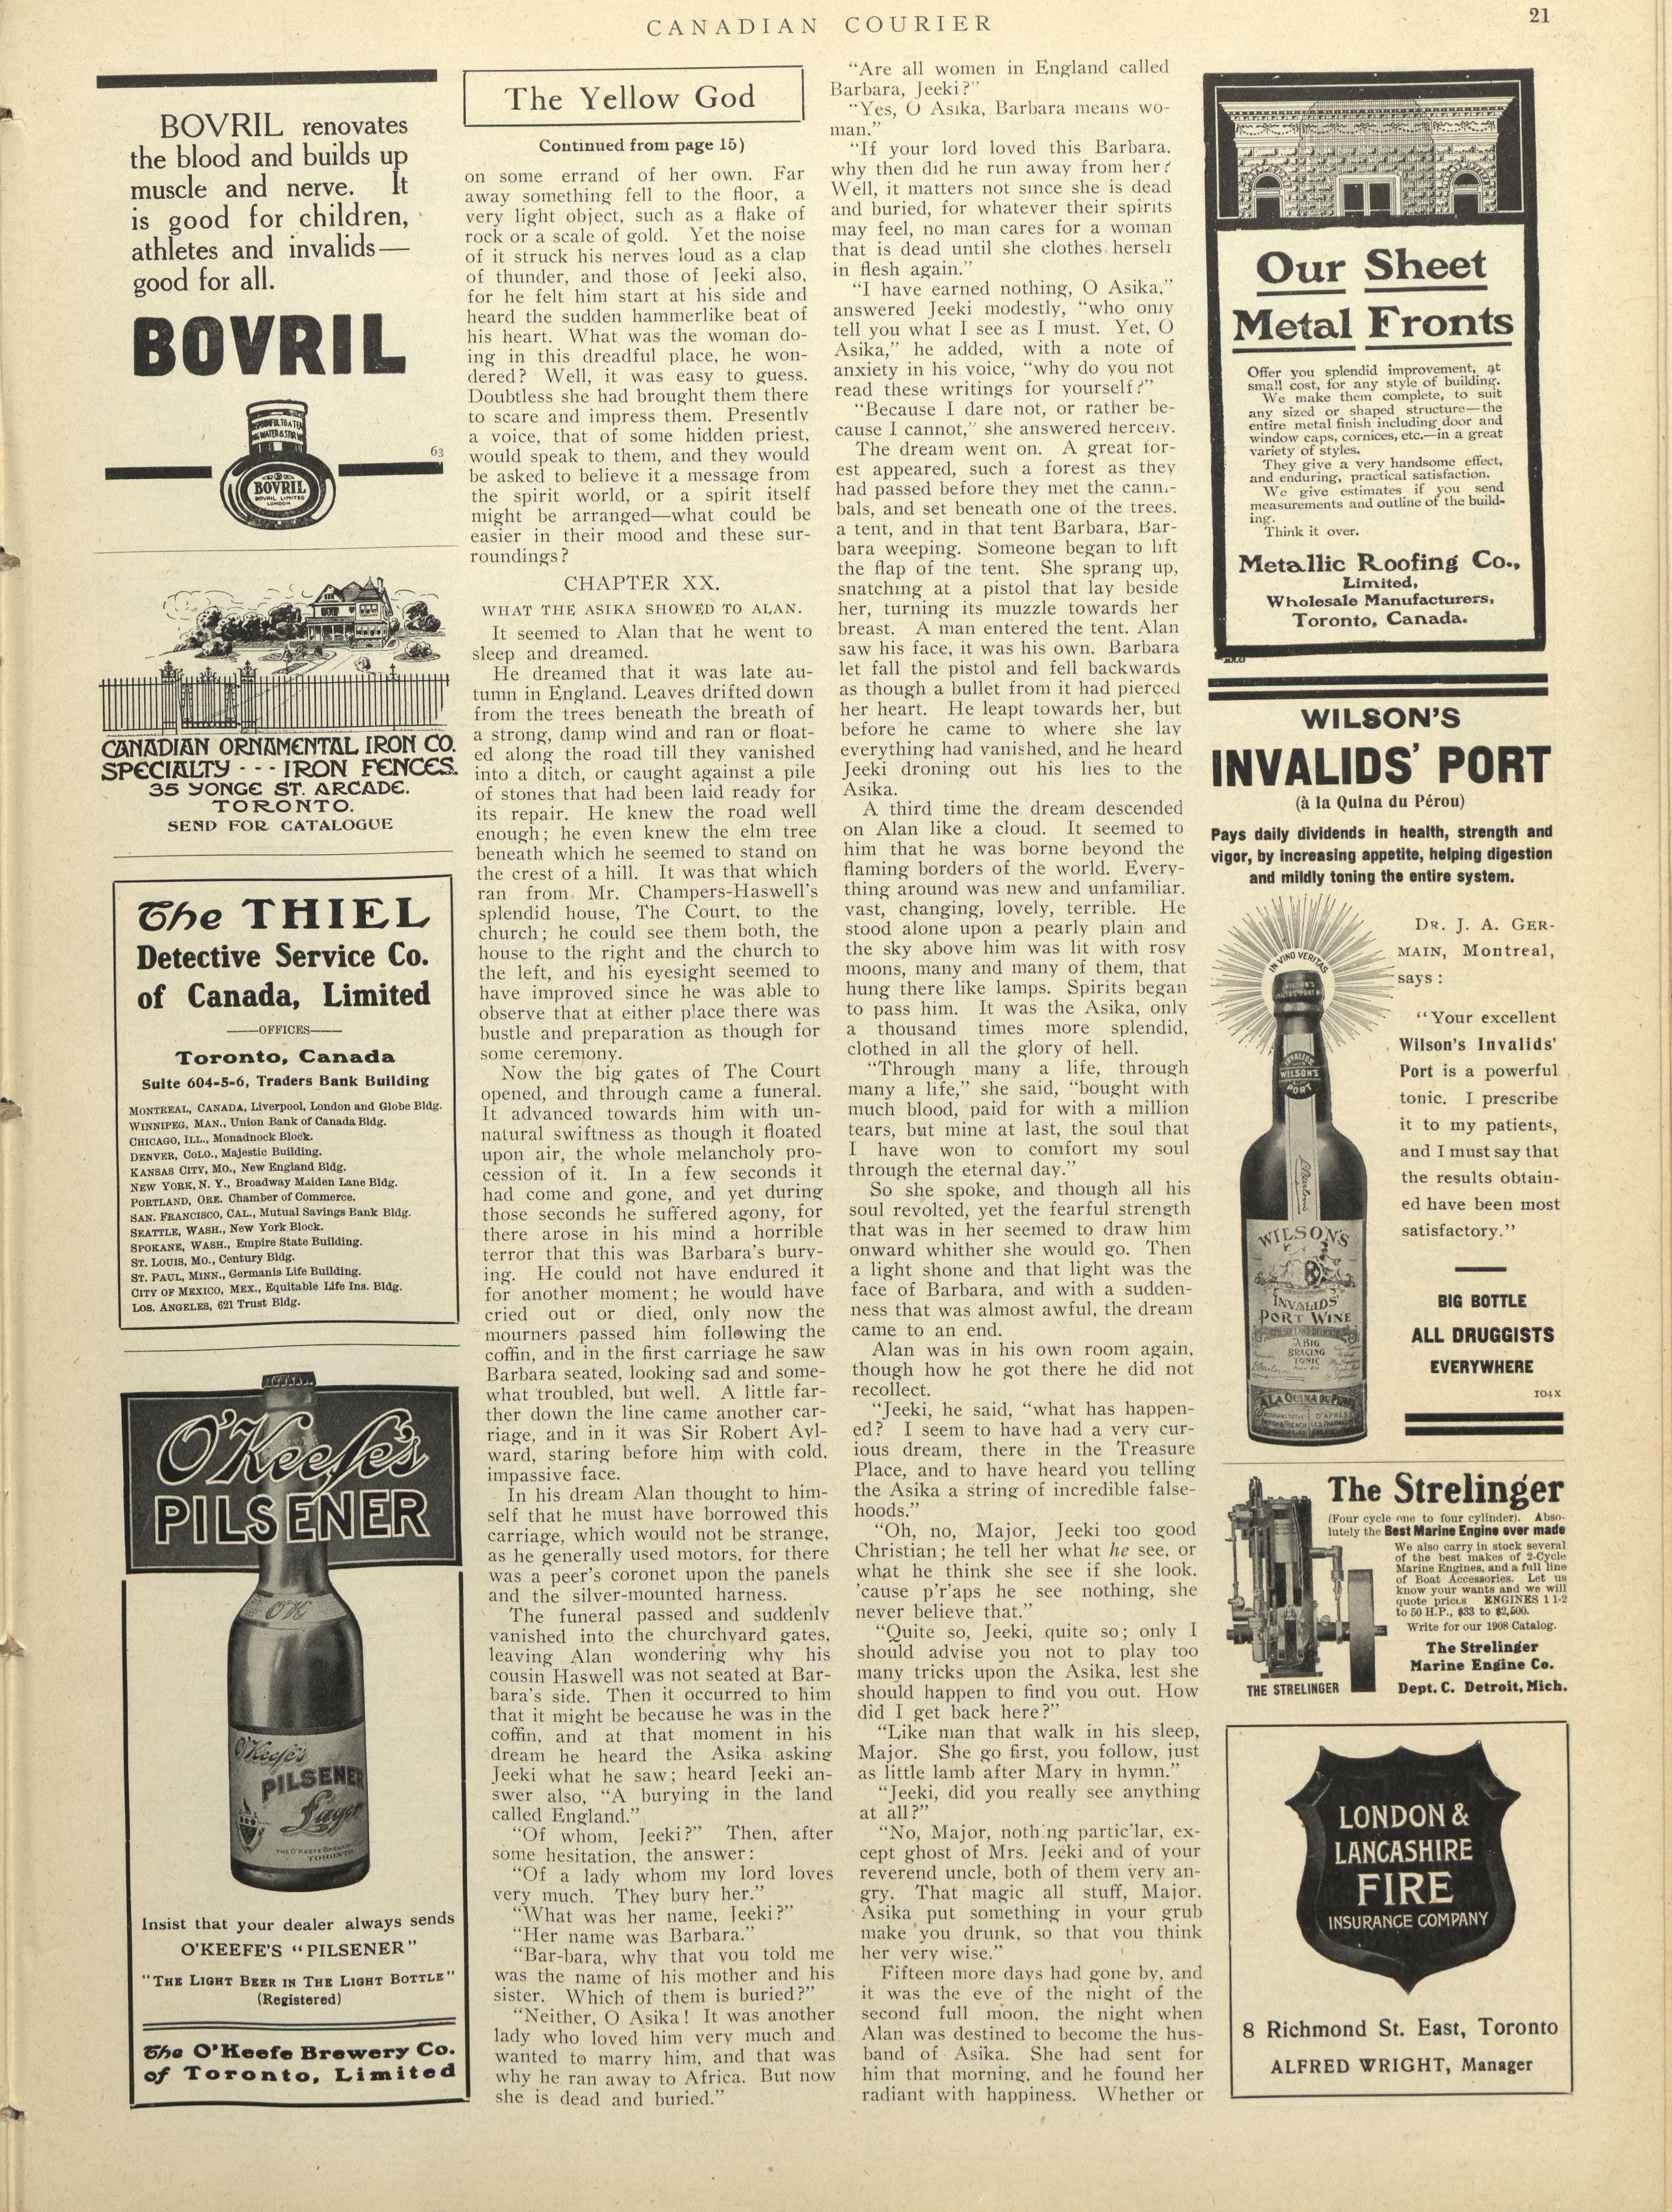 CANADIAN COURIER
21
BOVRIL renovates
the blood and builds up
muscle and nerve. It
is good for children,
athletes and invalids—
good for all.
BOVRIL
63
BOVRIL
BOVRIL LIMITED
LONDON
CANADIAN ORNAMENTAL IRON CO.
SPECIALTY - - - IRON FENCES.
35 YONGE ST. ARCADE.
TORONTO.
SEND FOR CATALOGUE
The THIEL
Detective Service Co.
of Canada, Limited
——OFFICES——
Toronto, Canada
Suite 604-5-6, Traders Bank Building
MONTREAL, CANADA, Liverpool, London and Globe Bldg.
WINNIPEG, MAN., Union Bank of Canada Bldg.
CHICAGO, ILL., Monadnock Block.
DENVER, COLO., Majestic Building.
KANSAS CITY, MO., New England Bldg.
NEW YORK, N. Y., Broadway Maiden Lane Bldg.
PORTLAND, ORE. Chamber of Commerce.
SAN. FRANCISCO, CAL., Mutual Savings Bank Bldg.
SEATTLE, WASH., New York Block.
SPOKANE, WASH., Empire State Building.
ST. LOUIS, MO., Century Bldg.
ST. PAUL, MINN., Germania Life Building.
CITY OF MEXICO, MEX., Equitable Life Ins. Bldg.
LOS. ANGELES, 621 Trust Bldg.
O'Keefe's
PILSENER
O'K
O'Keefe's
PILSENER
Lager
THE O'KEEFE BREWERY
TORONTO
Insist that your dealer always sends
O'KEEFE'S "PILSENER"
"THE LIGHT BEER IN THE LIGHT BOTTLE"
(Registered)
The O'Keefe Brewery Co.
of Toronto, Limited
The Yellow God
Continued from page 15)
on some errand of her own. Far
away something fell to the floor, a
very light object, such as a flake of
rock or a scale of gold. Yet the noise
of it struck his nerves loud as a clap
of thunder, and those of Jeeki also,
for he felt him start at his side and
heard the sudden hammerlike beat of
his heart. What was the woman do-
ing in this dreadful place, he won-
dered? Well, it was easy to guess.
Doubtless she had brought them there
to scare and impress them. Presently
a voice, that of some hidden priest,
would speak to them, and they would
be asked to believe it a message from
the spirit world, or a spirit itself
might be arranged—what could be
easier in their mood and these sur-
roundings?
CHAPTER XX.
WHAT THE ASIKA SHOWED TO ALAN.
It seemed to Alan that he went to
sleep and dreamed.
He dreamed that it was late au-
tumn in England. Leaves drifted down
from the trees beneath the breath of
a strong, damp wind and ran or float-
ed along the road till they vanished
into a ditch, or caught against a pile
of stones that had been laid ready for
its repair. He knew the road well
enough; he even knew the elm tree
beneath which he seemed to stand on
the crest of a hill. It was that which
ran from Mr. Champers-Haswell's
splendid house, The Court, to the
church; he could see them both, the
house to the right and the church to
the left, and his eyesight seemed to
have improved since he was able to
observe that at either place there was
bustle and preparation as though for
some ceremony.
Now the big gates of The Court
opened, and through came a funeral.
It advanced towards him with un-
natural swiftness as though it floated
upon air, the whole melancholy pro-
cession of it. In a few seconds it
had come and gone, and yet during
those seconds he suffered agony, for
there arose in his mind a horrible
terror that this was Barbara's bury-
ing. He could not have endured it
for another moment; he would have
cried out or died, only now the
mourners passed him following the
coffin, and in the first carriage he saw
Barbara seated, looking sad and some-
what troubled, but well. A little far-
ther down the line came another car-
riage, and in it was Sir Robert Ayl-
ward, staring before him with cold,
impassive face.
In his dream Alan thought to him-
self that he must have borrowed this
carriage, which would not be strange,
as he generally used motors, for there
was a peer's coronet upon the panels
and the silver-mounted harness.
The funeral passed and suddenly
vanished into the churchyard gates,
leaving Alan wondering why his
cousin Haswell was not seated at Bar-
bara's side. Then it occurred to him
that it might be because he was in the
coffin, and at that moment in his
dream he heard the Asika asking
Jeeki what he saw; heard Jeeki an-
swer also, "A burying in the land
called England."
"Of whom, Jeeki?" Then, after
some hesitation, the answer:
"Of a lady whom my lord loves
very much. They bury her."
"What was her name, Jeeki?"
"Her name was Barbara."
"Bar-bara, why that you told me
was the name of his mother and his
sister. Which of them is buried?"
"Neither, O Asika! It was another
lady who loved him very much and
wanted to marry him, and that was
why he ran away to Africa. But now
she is dead and buried."
"Are all women in England called
Barbara, Jeeki?"
"Yes, O Asika, Barbara means wo-
man."
"If your lord loved this Barbara,
why then did he run away from her?
Well, it matters not since she is dead
and buried, for whatever their spirits
may feel, no man cares for a woman
that is dead until she clothes herself
in flesh again."
"I have earned nothing, O Asika,"
answered Jeeki modestly, "who only
tell you what I see as I must. Yet, O
Asika," he added, with a note of
anxiety in his voice, "why do you not
read these writings for yourself?"
"Because I dare not, or rather be-
cause I cannot," she answered fiercely.
The dream went on. A great for-
est appeared, such a forest as they
had passed before they met the canni-
bals, and set beneath one of the trees,
a tent, and in that tent Barbara, Bar-
bara weeping. Someone began to lift
the flap of the tent. She sprang up,
snatching at a pistol that lay beside
her, turning its muzzle towards her
breast. A man entered the tent. Alan
saw his face, it was his own. Barbara
let fall the pistol and fell backwards
as though a bullet from it had pierced
her heart. He leapt towards her, but
before he came to where she lay
everything had vanished, and he heard
Jeeki droning out his lies to the
Asika.
A third time the dream descended
on Alan like a cloud. It seemed to
him that he was borne beyond the
flaming borders of the world. Every-
thing around was new and unfamiliar,
vast, changing, lovely, terrible. He
stood alone upon a pearly plain and
the sky above him was lit with rosy
moons, many and many of them, that
hung there like lamps. Spirits began
to pass him. It was the Asika, only
a thousand times more splendid,
clothed in all the glory of hell.
"Through many a life, through
many a life," she said, "bought with
much blood, paid for with a million
tears, but mine at last, the soul that
I have won to comfort my soul
through the eternal day."
So she spoke, and though all his
soul revolted, yet the fearful strength
that was in her seemed to draw him
onward whither she would go. Then
a light shone and that light was the
face of Barbara, and with a sudden-
ness that was almost awful, the dream
came to an end.
Alan was in his own room again,
though how he got there he did not
recollect.
"Jeeki, he said, "what has happen-
ed? I seem to have had a very cur-
ious dream, there in the Treasure
Place, and to have heard you telling
the Asika a string of incredible false-
hoods."
"Oh, no, Major, Jeeki too good
Christian; he tell her what he see, or
what he think she see if she look,
'cause p'r'aps he see nothing, she
never believe that."
"Quite so, Jeeki, quite so; only I
should advise you not to play too
many tricks upon the Asika, lest she
should happen to find you out. How
did I get back here?"
"Like man that walk in his sleep,
Major. She go first, you follow, just
as little lamb after Mary in hymn."
"Jeeki, did you really see anything
at all?"
"No, Major, nothing partic'lar, ex-
cept ghost of Mrs. Jeeki and of your
reverend uncle, both of them very an-
gry. That magic all stuff, Major.
Asika put something in your grub
make you drunk, so that you think
her very wise."
Fifteen more days had gone by, and
it was the eve of the night of the
second full moon, the night when
Alan was destined to become the hus-
band of Asika. She had sent for
him that morning, and he found her
radiant with happiness. Whether or
Our Sheet
Metal Fronts
Offer you splendid improvement, at
small cost, for any style of building.
We make them complete, to suit
any sized or shaped structure—the
entire metal finish including door and
window caps, cornices, etc.—in a great
variety of styles.
They give a very handsome effect,
and enduring, practical satisfaction.
We give estimates if you send
measurements and outline of the build-
ing.
Think it over.
Metallic Roofing Co.,
Limited,
Wholesale Manufacturers,
Toronto, Canada.
WILSON'S
INVALIDS' PORT
(à la Quina du Pérou)
Pays daily dividends in health, strength and
vigor, by increasing appetite, helping digestion
and mildly toning the entire system.
IN VINO VERITAS
INVALIDS'
WILSON'S
PORT
WILSON'S
INVALIDS'
PORT WINE
A BIG
BRACING
TONIC
A LA QUINA DU PEROU
DR. J. A. GER-
MAIN, Montreal,
says:
"Your excellent
Wilson's Invalids'
Port is a powerful
tonic. I prescribe
it to my patients,
and I must say that
the results obtain-
ed have been most
satisfactory."
BIG BOTTLE
ALL DRUGGISTS
EVERYWHERE
104X
The Strelinger
(Four cycle one to four cylinder). Abso-
lutely the Best Marine Engine ever made
We also carry in stock several
of the best makes of 2-Cycle
Marine Engines, and a full line
of Boat Accessories. Let us
know your wants and we will
quote prices ENGINES 1 1-2
to 50 H.P., $33 to $2,500.
Write for our 1908 Catalog.
The Strelinger
Marine Engine Co.
Dept. C. Detroit, Mich.
THE STRELINGER
LONDON &
LANCASHIRE
FIRE
INSURANCE COMPANY
8 Richmond St. East, Toronto
ALFRED WRIGHT, Manager